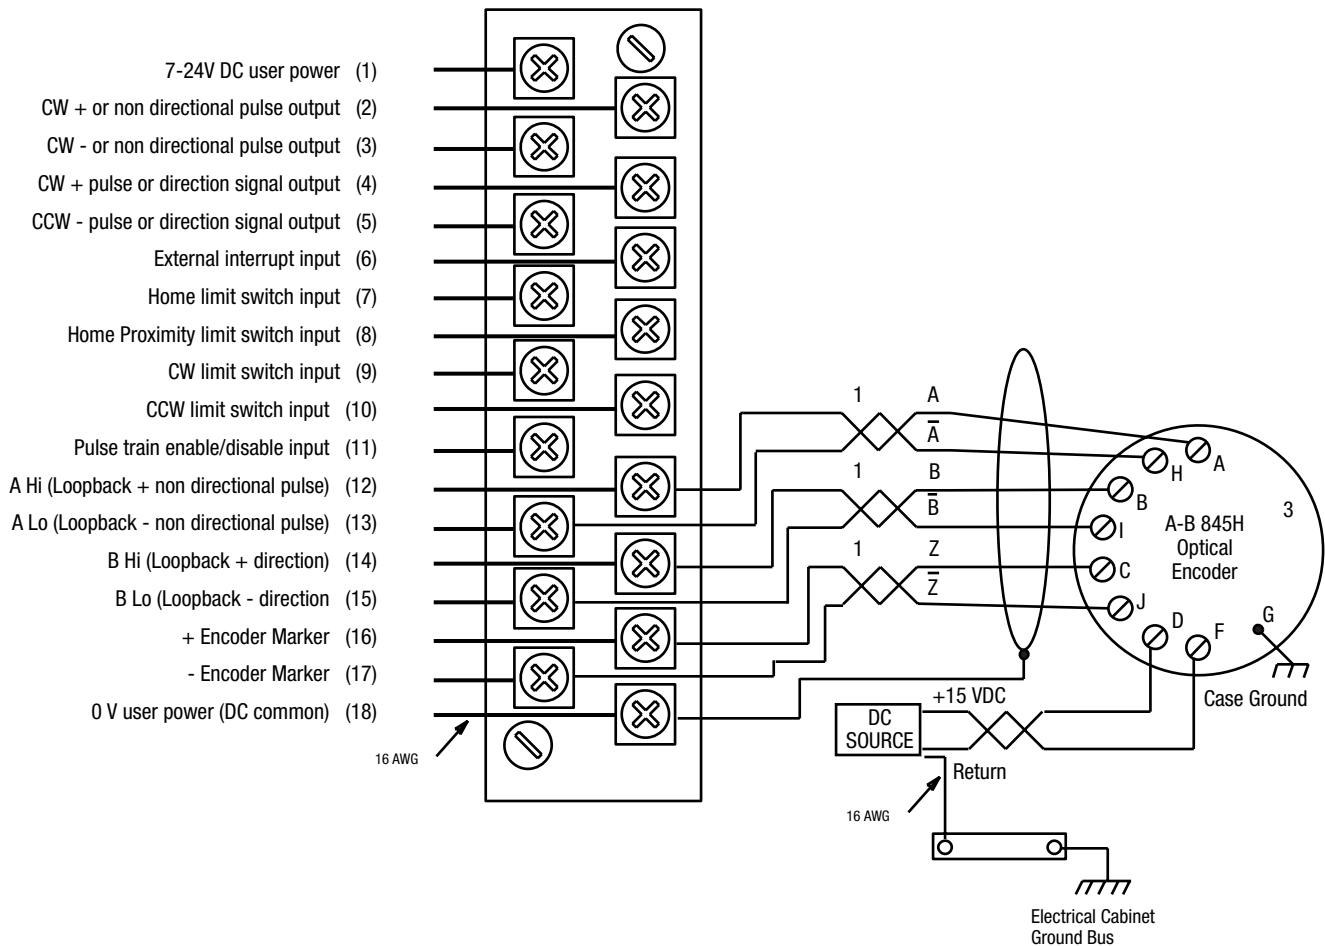 7-24V DC user power (1)
CW + or non directional pulse output (2)
CW - or non directional pulse output (3)
CW + pulse or direction signal output (4)
CCW - pulse or direction signal output (5)
External interrupt input (6)
Home limit switch input (7)
Home Proximity limit switch input (8)
CW limit switch input (9)
CCW limit switch input (10)
Pulse train enable/disable input (11)
A Hi (Loopback + non directional pulse) (12)
A Lo (Loopback - non directional pulse) (13)
B Hi (Loopback + direction) (14)
B Lo (Loopback - direction (15)
+ Encoder Marker (16)
- Encoder Marker (17)
0 V user power (DC common) (18)
16 AWG
1 A
A̅
1 B
B̅
1 Z
Z̅
A
H
B
I
C
J
D
F
G
3
A-B 845H
Optical
Encoder
Case Ground
+15 VDC
DC
SOURCE
Return
16 AWG
Electrical Cabinet
Ground Bus